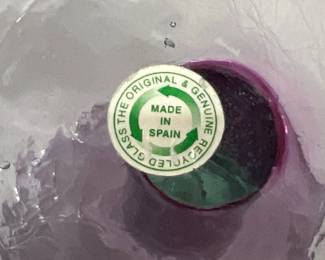 THE ORIGINAL & GENUINE RECYCLED GLASS
MADE
IN
SPAIN